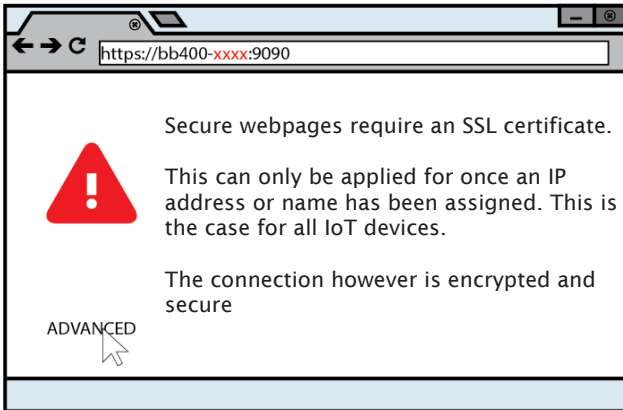 https://bb400-xxxx:9090
Secure webpages require an SSL certificate.
This can only be applied for once an IP
address or name has been assigned. This is
the case for all IoT devices.
The connection however is encrypted and
secure
ADVANCED